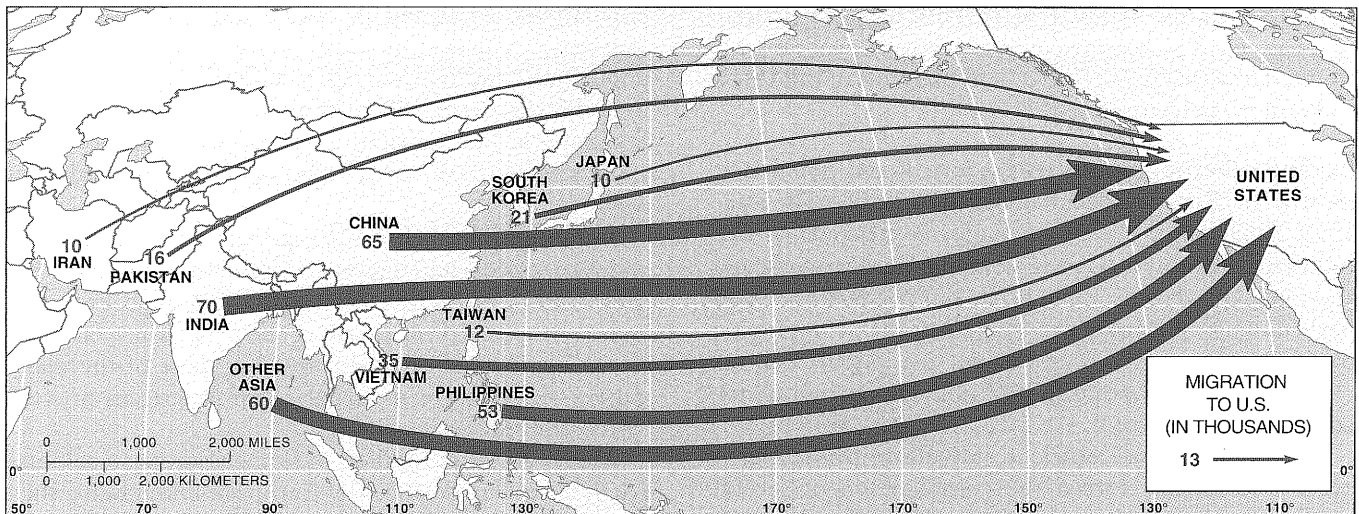 JAPAN
10
SOUTH
KOREA
21
UNITED
STATES
CHINA
65
10
IRAN
16
PAKISTAN
70
INDIA
TAIWAN
12
35
VIETNAM
OTHER
ASIA
60
PHILIPPINES
53
MIGRATION
TO U.S.
(IN THOUSANDS)
13
0 1,000 2,000 MILES
0 1,000 2,000 KILOMETERS
0° 0°
50° 70° 90° 110° 130° 170° 170° 150° 130° 110°